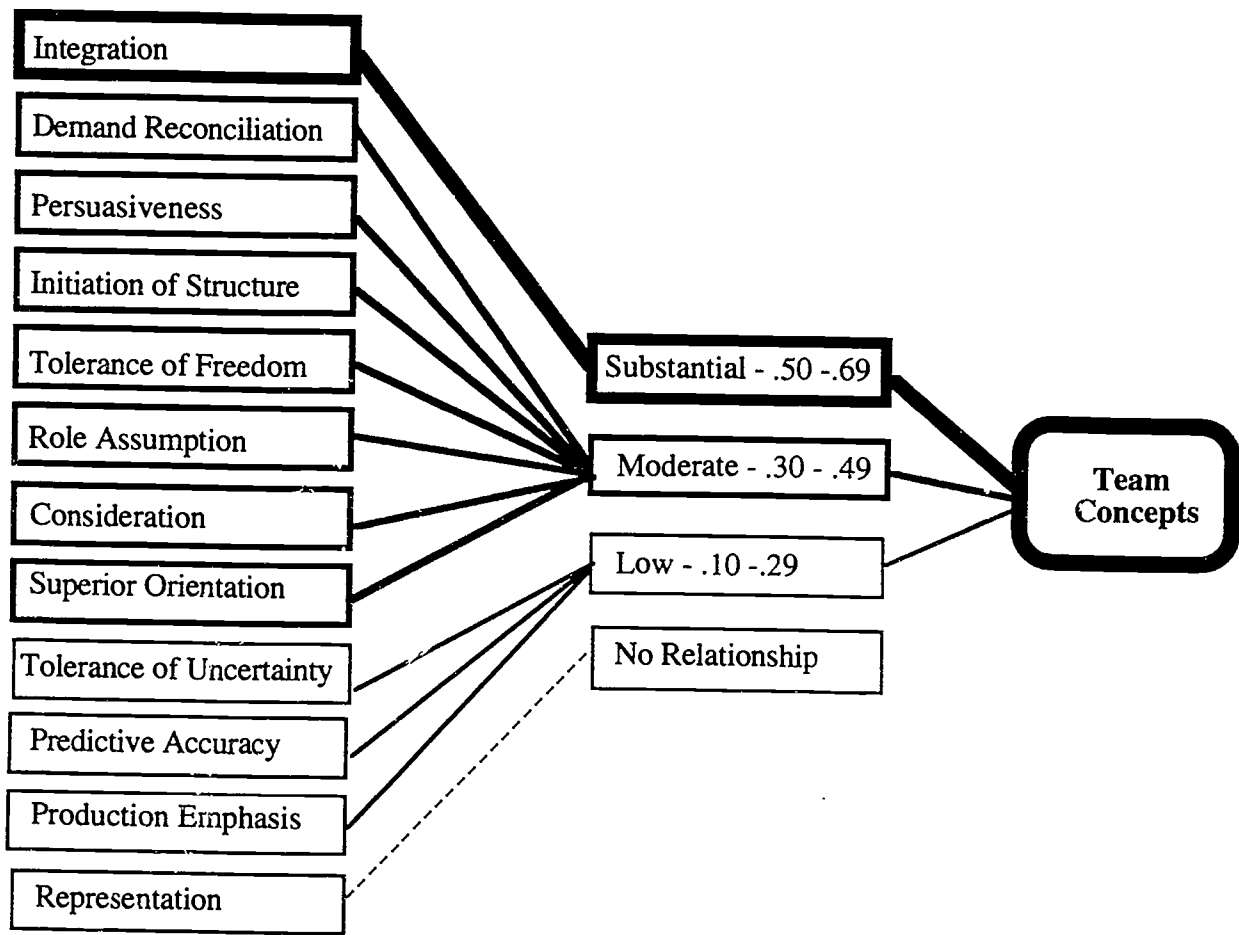 Integration
Demand Reconciliation
Persuasiveness
Initiation of Structure
Tolerance of Freedom
Role Assumption
Consideration
Superior Orientation
Tolerance of Uncertainty
Predictive Accuracy
Production Emphasis
Representation
Substantial - .50 -.69
Moderate - .30 - .49
Low - .10 -.29
No Relationship
Team
Concepts